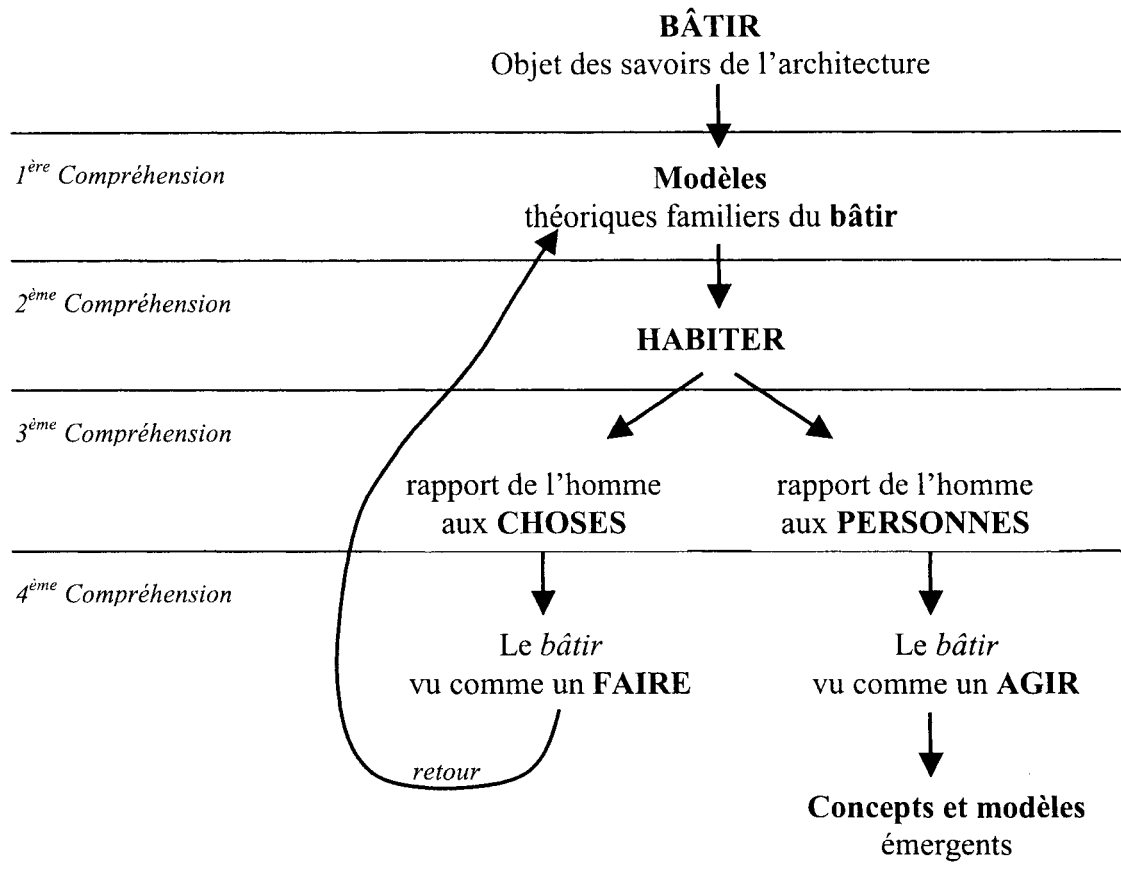 BÂTIR
Objet des savoirs de l'architecture
1ère Compréhension
Modèles
théoriques familiers du bâtir
2ème Compréhension
HABITER
3ème Compréhension
rapport de l'homme
aux CHOSES
rapport de l'homme
aux PERSONNES
4ème Compréhension
Le bâtir
vu comme un FAIRE
Le bâtir
vu comme un AGIR
retour
Concepts et modèles
émergents